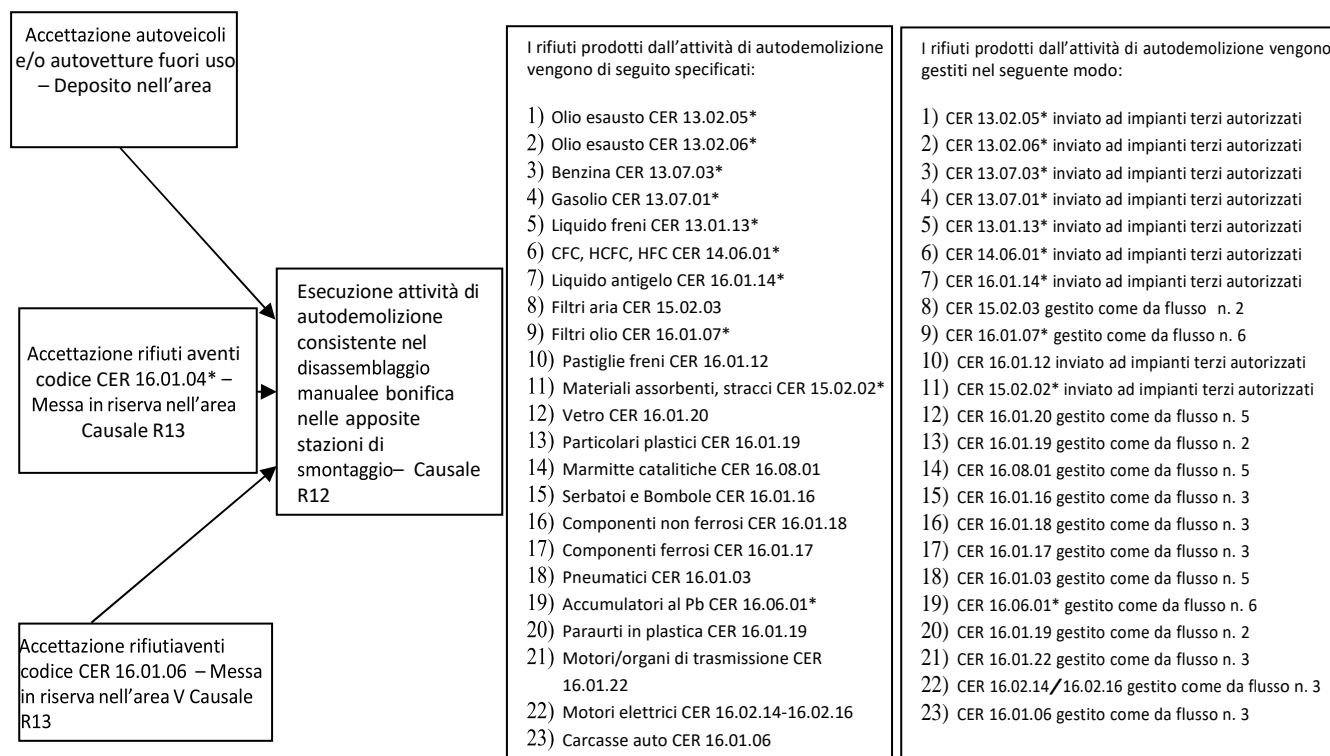 Accettazione autoveicoli
e/o autovetture fuori uso
– Deposito nell'area
Accettazione rifiuti aventi
codice CER 16.01.04* –
Messa in riserva nell'area
Causale R13
Accettazione rifiutiaventi
codice CER 16.01.06 – Messa
in riserva nell'area V Causale
R13
Esecuzione attività di
autodemolizione
consistente nel
disassemblaggio
manualee bonifica
nelle apposite
stazioni di
smontaggio– Causale
R12
I rifiuti prodotti dall'attività di autodemolizione
vengono di seguito specificati:
1) Olio esausto CER 13.02.05*
2) Olio esausto CER 13.02.06*
3) Benzina CER 13.07.03*
4) Gasolio CER 13.07.01*
5) Liquido freni CER 13.01.13*
6) CFC, HCFC, HFC CER 14.06.01*
7) Liquido antigelo CER 16.01.14*
8) Filtri aria CER 15.02.03
9) Filtri olio CER 16.01.07*
10) Pastiglie freni CER 16.01.12
11) Materiali assorbenti, stracci CER 15.02.02*
12) Vetro CER 16.01.20
13) Particolari plastici CER 16.01.19
14) Marmitte catalitiche CER 16.08.01
15) Serbatoi e Bombole CER 16.01.16
16) Componenti non ferrosi CER 16.01.18
17) Componenti ferrosi CER 16.01.17
18) Pneumatici CER 16.01.03
19) Accumulatori al Pb CER 16.06.01*
20) Paraurti in plastica CER 16.01.19
21) Motori/organi di trasmissione CER
16.01.22
22) Motori elettrici CER 16.02.14-16.02.16
23) Carcasse auto CER 16.01.06
I rifiuti prodotti dall'attività di autodemolizione vengono
gestiti nel seguente modo:
1) CER 13.02.05* inviato ad impianti terzi autorizzati
2) CER 13.02.06* inviato ad impianti terzi autorizzati
3) CER 13.07.03* inviato ad impianti terzi autorizzati
4) CER 13.07.01* inviato ad impianti terzi autorizzati
5) CER 13.01.13* inviato ad impianti terzi autorizzati
6) CER 14.06.01* inviato ad impianti terzi autorizzati
7) CER 16.01.14* inviato ad impianti terzi autorizzati
8) CER 15.02.03 gestito come da flusso n. 2
9) CER 16.01.07* gestito come da flusso n. 6
10) CER 16.01.12 inviato ad impianti terzi autorizzati
11) CER 15.02.02* inviato ad impianti terzi autorizzati
12) CER 16.01.20 gestito come da flusso n. 5
13) CER 16.01.19 gestito come da flusso n. 2
14) CER 16.08.01 gestito come da flusso n. 5
15) CER 16.01.16 gestito come da flusso n. 3
16) CER 16.01.18 gestito come da flusso n. 3
17) CER 16.01.17 gestito come da flusso n. 3
18) CER 16.01.03 gestito come da flusso n. 5
19) CER 16.06.01* gestito come da flusso n. 6
20) CER 16.01.19 gestito come da flusso n. 2
21) CER 16.01.22 gestito come da flusso n. 3
22) CER 16.02.14/16.02.16 gestito come da flusso n. 3
23) CER 16.01.06 gestito come da flusso n. 3